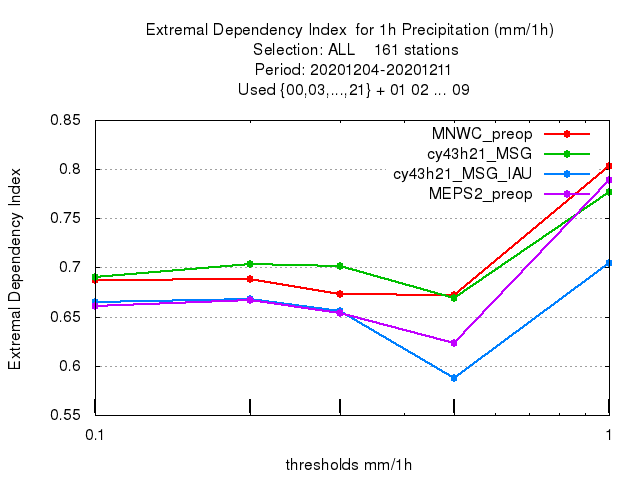 Extremal Dependency Index  for 1h Precipitation (mm/1h)
Selection: ALL    161 stations
Period: 20201204-20201211
Used {00,03,...,21} + 01 02 ... 09
MNWC_preop
cy43h21_MSG
cy43h21_MSG_IAU
MEPS2_preop
Extremal Dependency Index
0.85
0.8
0.75
0.7
0.65
0.6
0.55
0.1
1
thresholds mm/1h